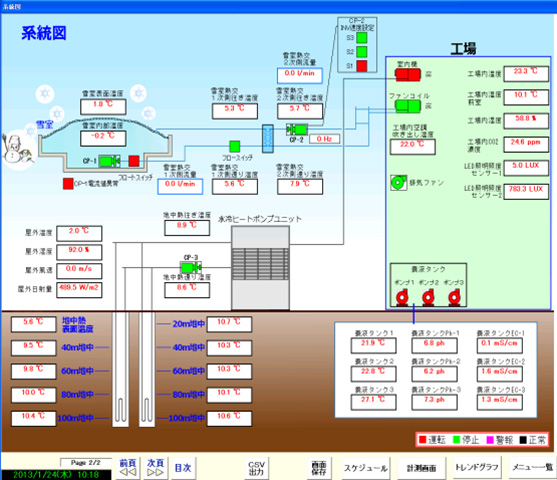 系統図
系統図
CP-2
INV速度設定
S3
S2
S1
工場
雪室熱交
2次側流量
0.0 l/min
室内機
工場内温度
23.3 ℃
雪室表面温度
1.8 ℃
雪室熱交
1次側往き温度
5.3 ℃
雪室熱交
2次側往き温度
5.7 ℃
ファンコイル
工場内温度
前室
10.1 ℃
雪室
雪室内部温度
-0.2 ℃
CP-2
0 Hz
工場内空調
吹き出し温度
22.0 ℃
工場内湿度
58.8 %
工場内CO2
濃度
24.6 ppm
CP-1
フロースイッチ
フロートスイッチ
CP-1電流値異常
雪室熱交
1次側流量
0.0 l/min
雪室熱交
1次側還り温度
5.6 ℃
雪室熱交
2次側還り温度
7.9 ℃
換気ファン
LED照明照度
センサー1
5.0 LUX
LED照明照度
センサー2
783.3 LUX
地中熱往き温度
8.9 ℃
水冷ヒートポンプユニット
屋外温度
2.0 ℃
屋外湿度
92.0 %
屋外風速
0.0 m/s
屋外日射量
489.5 W/m2
CP-3
地中熱還り温度
8.6 ℃
養液タンク
ポンプ1
ポンプ2
ポンプ3
5.6 ℃
地中熱
表面温度
20m地中
10.7 ℃
9.5 ℃
40m地中
40m地中
10.3 ℃
9.8 ℃
60m地中
60m地中
10.3 ℃
10.0 ℃
80m地中
80m地中
10.1 ℃
10.4 ℃
100m地中
100m地中
10.6 ℃
養液タンク1
21.9 ℃
養液タンクPh-1
6.8 ph
養液タンクEC-1
0.1 mS/cm
養液タンク2
22.8 ℃
養液タンクPh-2
6.2 ph
養液タンクEC-2
1.6 mS/cm
養液タンク3
27.1 ℃
養液タンクPh-3
7.3 ph
養液タンクEC-3
1.3 mS/cm
運転
停止
警報
正常
Page 2/2
2013/1/24(木) 10:18
前頁
次頁
目次
CSV
出力
画面
保存
スケジュール
計測画面
トレンドグラフ
メニュー一覧